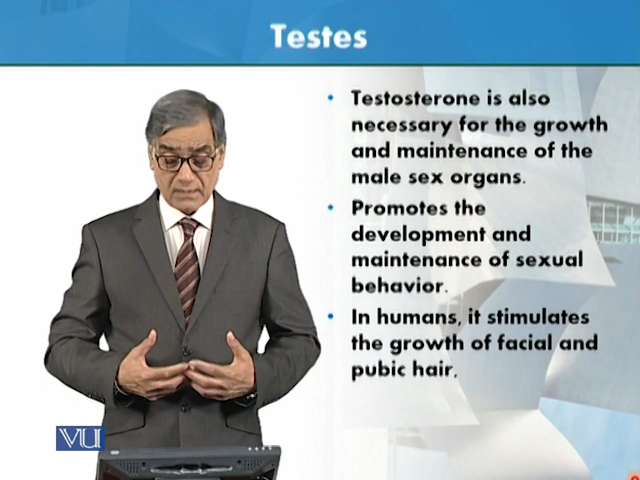 Testes
• Testosterone is also
necessary for the growth
and maintenance of the
male sex organs.
• Promotes the
development and
maintenance of sexual
behavior.
• In humans, it stimulates
the growth of facial and
pubic hair,
VU